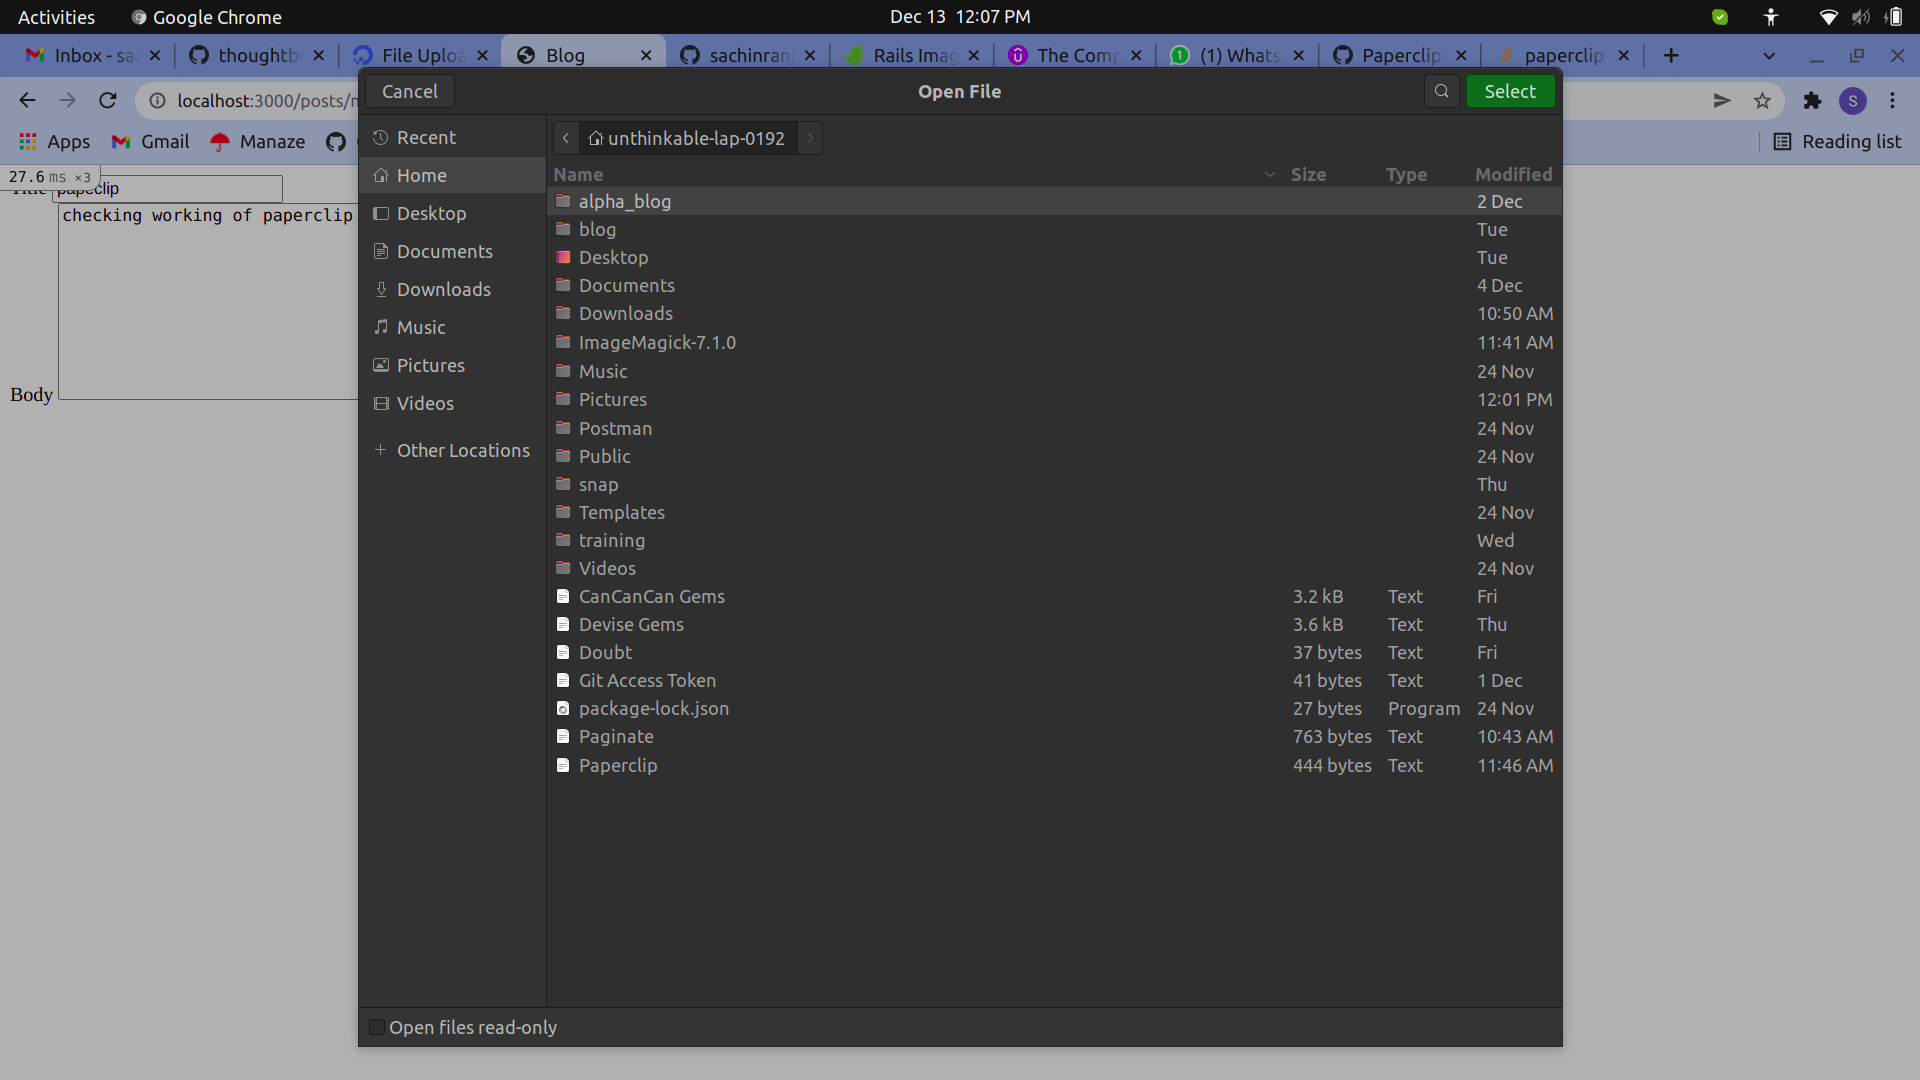 Activities Google Chrome Dec 13 12:07 PM
Inbox - sa thoughtb File Uploa Blog sachinran Rails Imag The Comp (1) Whats Paperclip paperclip
localhost:3000/posts/n S
Apps Gmail Manaze Reading list
27.6 ms ×3
Title papeclip
checking working of paperclip
Body
Cancel Open File Select
Recent
Home
Desktop
Documents
Downloads
Music
Pictures
Videos
Other Locations
unthinkable-lap-0192
Name Size Type Modified
alpha_blog 2 Dec
blog Tue
Desktop Tue
Documents 4 Dec
Downloads 10:50 AM
ImageMagick-7.1.0 11:41 AM
Music 24 Nov
Pictures 12:01 PM
Postman 24 Nov
Public 24 Nov
snap Thu
Templates 24 Nov
training Wed
Videos 24 Nov
CanCanCan Gems 3.2 kB Text Fri
Devise Gems 3.6 kB Text Thu
Doubt 37 bytes Text Fri
Git Access Token 41 bytes Text 1 Dec
package-lock.json 27 bytes Program 24 Nov
Paginate 763 bytes Text 10:43 AM
Paperclip 444 bytes Text 11:46 AM
Open files read-only